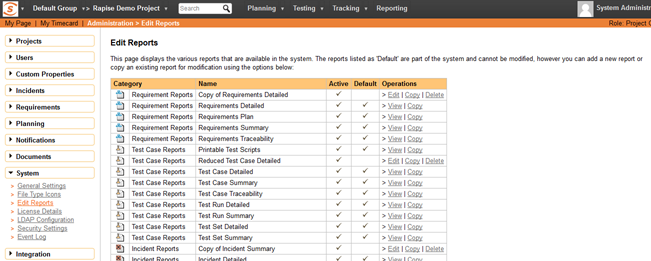 Default Group
Rapise Demo Project
Search
Planning
Testing
Tracking
Reporting
System Administra
My Page | My Timecard | Administration > Edit Reports
Role: Project O
Projects
Users
Custom Properties
Incidents
Requirements
Planning
Notifications
Documents
System
> General Settings
> File Type Icons
> Edit Reports
> License Details
> LDAP Configuration
> Security Settings
> Event Log
Integration
Edit Reports
This page displays the various reports that are available in the system. The reports listed as 'Default' are part of the system and cannot be modified, however you can add a new report or
copy an existing report for modification using the options below:
Category Name Active Default Operations
Requirement Reports Copy of Requirements Detailed ✓ > Edit | Copy | Delete
Requirement Reports Requirements Detailed ✓ ✓ > View | Copy
Requirement Reports Requirements Plan ✓ ✓ > View | Copy
Requirement Reports Requirements Summary ✓ ✓ > View | Copy
Requirement Reports Requirements Traceability ✓ ✓ > View | Copy
Test Case Reports Printable Test Scripts ✓ ✓ > View | Copy
Test Case Reports Reduced Test Case Detailed ✓ > Edit | Copy | Delete
Test Case Reports Test Case Detailed ✓ ✓ > View | Copy
Test Case Reports Test Case Summary ✓ ✓ > View | Copy
Test Case Reports Test Case Traceability ✓ ✓ > View | Copy
Test Case Reports Test Run Detailed ✓ ✓ > View | Copy
Test Case Reports Test Run Summary ✓ ✓ > View | Copy
Test Case Reports Test Set Detailed ✓ ✓ > View | Copy
Test Case Reports Test Set Summary ✓ ✓ > View | Copy
Incident Reports Copy of Incident Summary ✓ > Edit | Copy | Delete
Incident Reports Incident Detailed ✓ ✓ > View | Copy